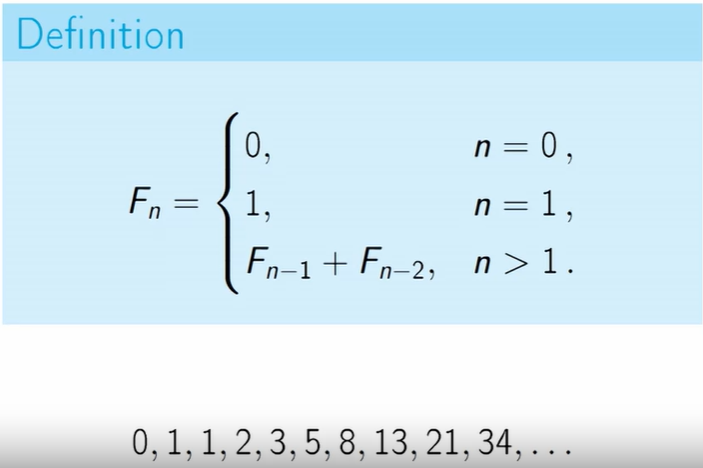 Definition
0, n = 0 ,
F_n = { 1, n = 1 ,
F_{n−1} + F_{n−2}, n > 1 .
0, 1, 1, 2, 3, 5, 8, 13, 21, 34, . . .